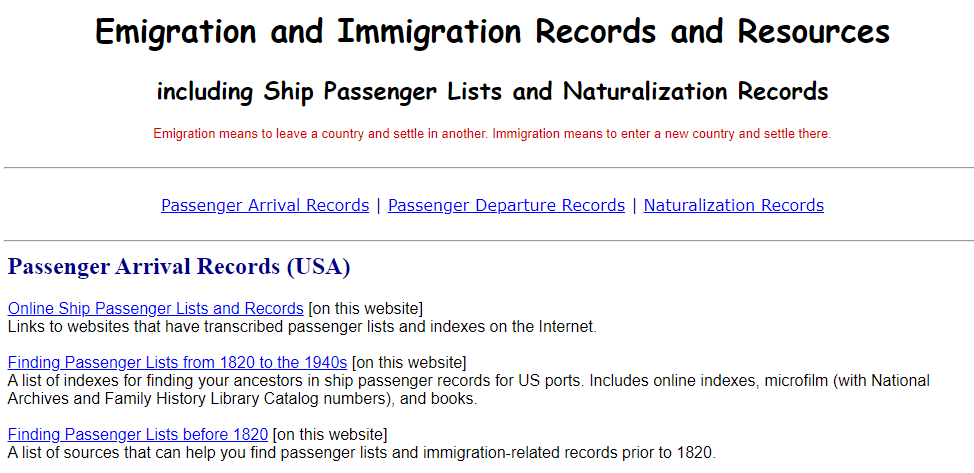 Emigration and Immigration Records and Resources
including Ship Passenger Lists and Naturalization Records
Emigration means to leave a country and settle in another. Immigration means to enter a new country and settle there.
Passenger Arrival Records | Passenger Departure Records | Naturalization Records
Passenger Arrival Records (USA)
Online Ship Passenger Lists and Records [on this website]
Links to websites that have transcribed passenger lists and indexes on the Internet.
Finding Passenger Lists from 1820 to the 1940s [on this website]
A list of indexes for finding your ancestors in ship passenger records for US ports. Includes online indexes, microfilm (with National
Archives and Family History Library Catalog numbers), and books.
Finding Passenger Lists before 1820 [on this website]
A list of sources that can help you find passenger lists and immigration-related records prior to 1820.